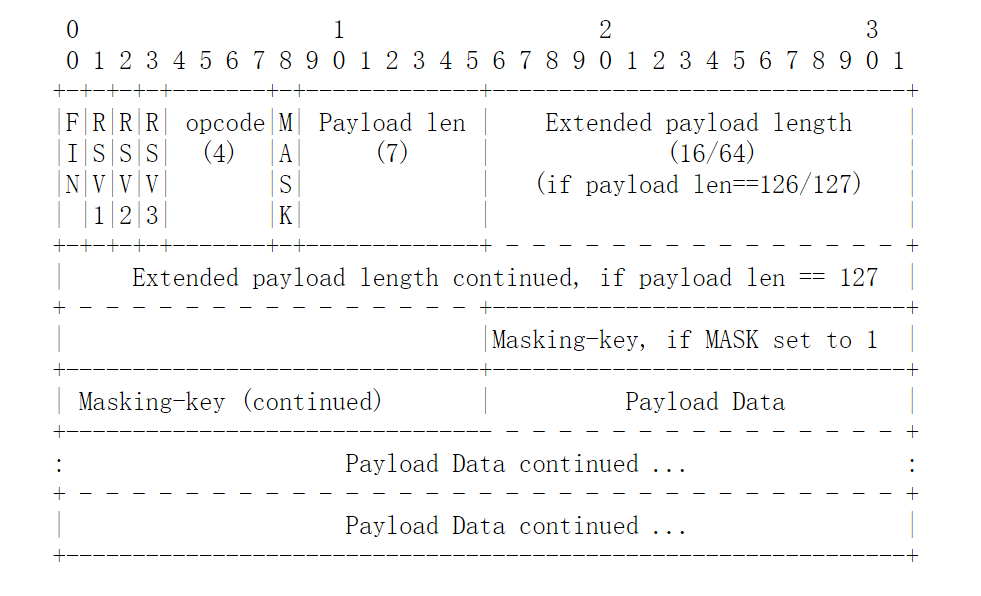 0                   1                   2                   3
 0 1 2 3 4 5 6 7 8 9 0 1 2 3 4 5 6 7 8 9 0 1 2 3 4 5 6 7 8 9 0 1
+-+-+-+-+-------+-+-------------+-------------------------------+
|F|R|R|R| opcode|M| Payload len |    Extended payload length    |
|I|S|S|S|  (4)  |A|     (7)     |             (16/64)           |
|N|V|V|V|       |S|             |   (if payload len==126/127)   |
| |1|2|3|       |K|             |                               |
+-+-+-+-+-------+-+-------------+ - - - - - - - - - - - - - - - +
|     Extended payload length continued, if payload len == 127  |
+ - - - - - - - - - - - - - - - +-------------------------------+
|                               |Masking-key, if MASK set to 1  |
+-------------------------------+-------------------------------+
| Masking-key (continued)       |          Payload Data         |
+-------------------------------- - - - - - - - - - - - - - - - +
:                     Payload Data continued ...                :
+ - - - - - - - - - - - - - - - - - - - - - - - - - - - - - - - +
|                     Payload Data continued ...                |
+---------------------------------------------------------------+